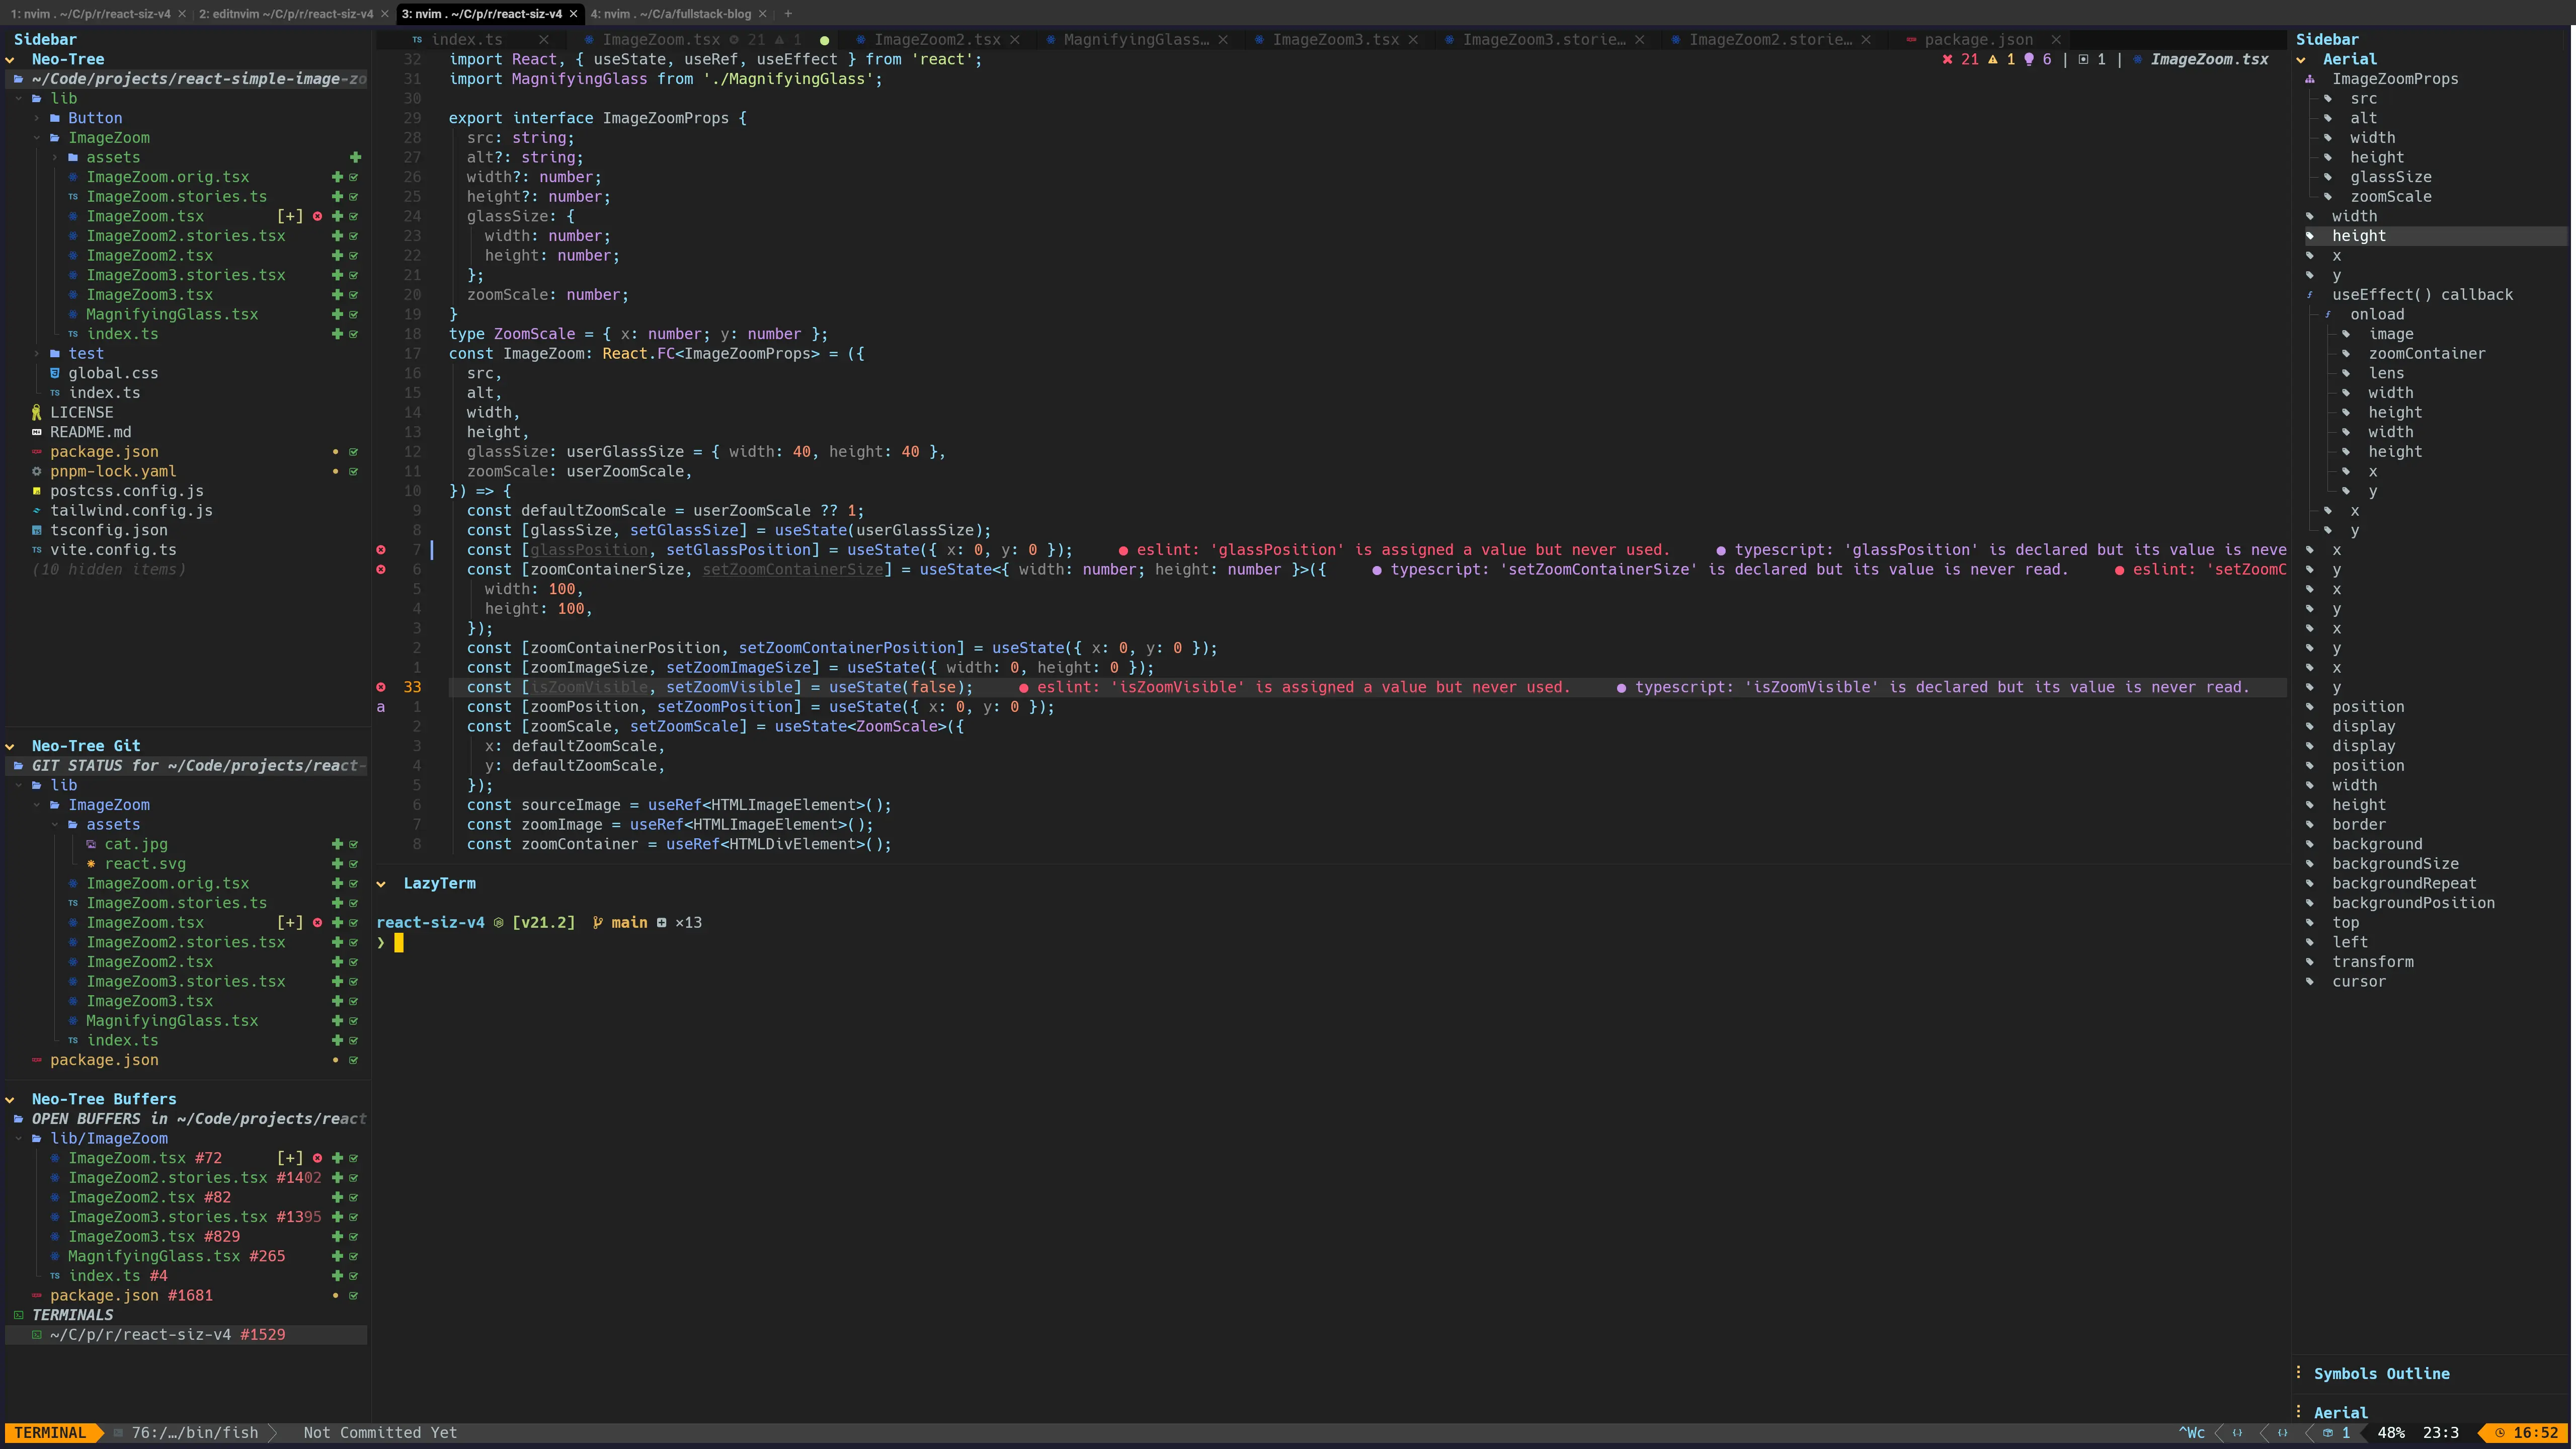 1: nvim . ~/C/p/r/react-siz-v4
2: editnvim ~/C/p/r/react-siz-v4
3: nvim . ~/C/p/r/react-siz-v4
4: nvim . ~/C/a/fullstack-blog
Sidebar
Neo-Tree
~/Code/projects/react-simple-image-zo
lib
Button
ImageZoom
assets
ImageZoom.orig.tsx
ImageZoom.stories.ts
ImageZoom.tsx [+]
ImageZoom2.stories.tsx
ImageZoom2.tsx
ImageZoom3.stories.tsx
ImageZoom3.tsx
MagnifyingGlass.tsx
index.ts
test
global.css
index.ts
LICENSE
README.md
package.json
pnpm-lock.yaml
postcss.config.js
tailwind.config.js
tsconfig.json
vite.config.ts
(10 hidden items)
Neo-Tree Git
GIT STATUS for ~/Code/projects/react-
lib
ImageZoom
assets
cat.jpg
react.svg
ImageZoom.orig.tsx
ImageZoom.stories.ts
ImageZoom.tsx [+]
ImageZoom2.stories.tsx
ImageZoom2.tsx
ImageZoom3.stories.tsx
ImageZoom3.tsx
MagnifyingGlass.tsx
index.ts
package.json
Neo-Tree Buffers
OPEN BUFFERS in ~/Code/projects/react
lib/ImageZoom
ImageZoom.tsx #72 [+]
ImageZoom2.stories.tsx #1402
ImageZoom2.tsx #82
ImageZoom3.stories.tsx #1395
ImageZoom3.tsx #829
MagnifyingGlass.tsx #265
index.ts #4
package.json #1681
TERMINALS
~/C/p/r/react-siz-v4 #1529
index.ts ImageZoom.tsx 21 1 ImageZoom2.tsx MagnifyingGlass… ImageZoom3.tsx ImageZoom3.storie… ImageZoom2.storie… package.json
21 1 6 | 1 | ImageZoom.tsx
32 import React, { useState, useRef, useEffect } from 'react';
31 import MagnifyingGlass from './MagnifyingGlass';
30
29 export interface ImageZoomProps {
28 src: string;
27 alt?: string;
26 width?: number;
25 height?: number;
24 glassSize: {
23 width: number;
22 height: number;
21 };
20 zoomScale: number;
19 }
18 type ZoomScale = { x: number; y: number };
17 const ImageZoom: React.FC<ImageZoomProps> = ({
16 src,
15 alt,
14 width,
13 height,
12 glassSize: userGlassSize = { width: 40, height: 40 },
11 zoomScale: userZoomScale,
10 }) => {
9 const defaultZoomScale = userZoomScale ?? 1;
8 const [glassSize, setGlassSize] = useState(userGlassSize);
7 const [glassPosition, setGlassPosition] = useState({ x: 0, y: 0 }); ● eslint: 'glassPosition' is assigned a value but never used. ● typescript: 'glassPosition' is declared but its value is neve
6 const [zoomContainerSize, setZoomContainerSize] = useState<{ width: number; height: number }>({ ● typescript: 'setZoomContainerSize' is declared but its value is never read. ● eslint: 'setZoomC
5 width: 100,
4 height: 100,
3 });
2 const [zoomContainerPosition, setZoomContainerPosition] = useState({ x: 0, y: 0 });
1 const [zoomImageSize, setZoomImageSize] = useState({ width: 0, height: 0 });
33 const [isZoomVisible, setZoomVisible] = useState(false); ● eslint: 'isZoomVisible' is assigned a value but never used. ● typescript: 'isZoomVisible' is declared but its value is never read.
a 1 const [zoomPosition, setZoomPosition] = useState({ x: 0, y: 0 });
2 const [zoomScale, setZoomScale] = useState<ZoomScale>({
3 x: defaultZoomScale,
4 y: defaultZoomScale,
5 });
6 const sourceImage = useRef<HTMLImageElement>();
7 const zoomImage = useRef<HTMLImageElement>();
8 const zoomContainer = useRef<HTMLDivElement>();
LazyTerm
react-siz-v4 [v21.2] main ×13
❯
Sidebar
Aerial
ImageZoomProps
src
alt
width
height
glassSize
zoomScale
width
height
x
y
useEffect() callback
onload
image
zoomContainer
lens
width
height
width
height
x
y
x
y
x
y
x
y
x
y
x
y
position
display
display
position
width
height
border
background
backgroundSize
backgroundRepeat
backgroundPosition
top
left
transform
cursor
Symbols Outline
Aerial
TERMINAL 76:/…/bin/fish Not Committed Yet ^Wc {} {} 1 48% 23:3 16:52